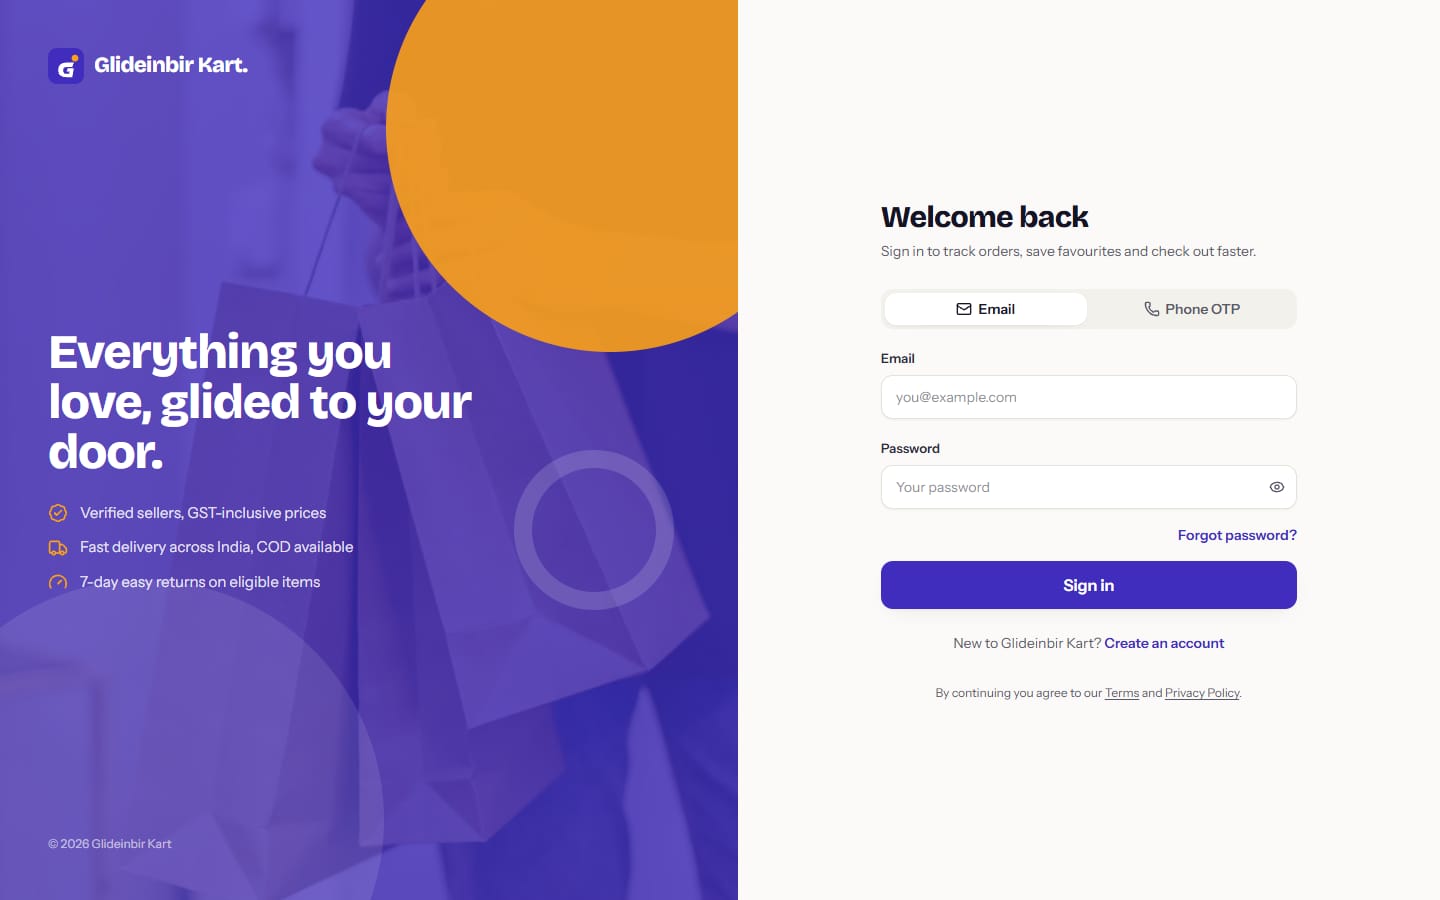 Glideinbir Kart.
Everything you
love, glided to your
door.
Verified sellers, GST-inclusive prices
Fast delivery across India, COD available
7-day easy returns on eligible items
© 2026 Glideinbir Kart
Welcome back
Sign in to track orders, save favourites and check out faster.
Email
Phone OTP
Email
you@example.com
Password
Your password
Forgot password?
Sign in
New to Glideinbir Kart? Create an account
By continuing you agree to our Terms and Privacy Policy.